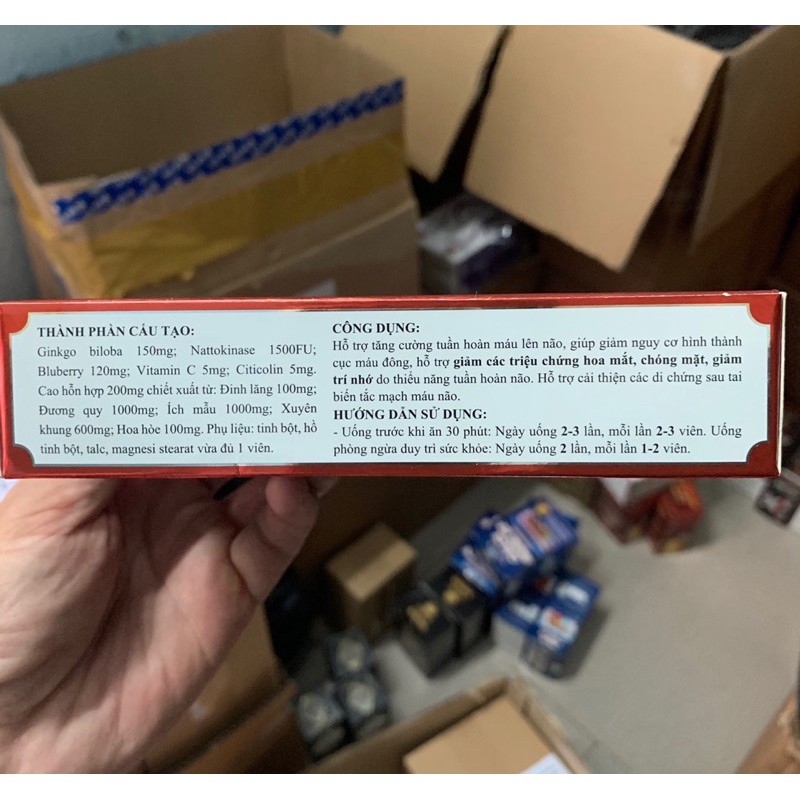 THÀNH PHẦN CẤU TẠO:
Ginkgo biloba 150mg; Nattokinase 1500FU;
Bluberry 120mg; Vitamin C 5mg; Citicolin 5mg.
Cao hỗn hợp 200mg chiết xuất từ: Đinh lăng 100mg;
Đương quy 1000mg; Ích mẫu 1000mg; Xuyên
khung 600mg; Hoa hòe 100mg. Phụ liệu: tinh bột, hồ
tinh bột, talc, magnesi stearat vừa đủ 1 viên.
CÔNG DỤNG:
Hỗ trợ tăng cường tuần hoàn máu lên não, giúp giảm nguy cơ hình thành
cục máu đông, hỗ trợ giảm các triệu chứng hoa mắt, chóng mặt, giảm
trí nhớ do thiểu năng tuần hoàn não. Hỗ trợ cải thiện các di chứng sau tai
biến tắc mạch máu não.
HƯỚNG DẪN SỬ DỤNG:
- Uống trước khi ăn 30 phút: Ngày uống 2-3 lần, mỗi lần 2-3 viên. Uống
phòng ngừa duy trì sức khỏe: Ngày uống 2 lần, mỗi lần 1-2 viên.